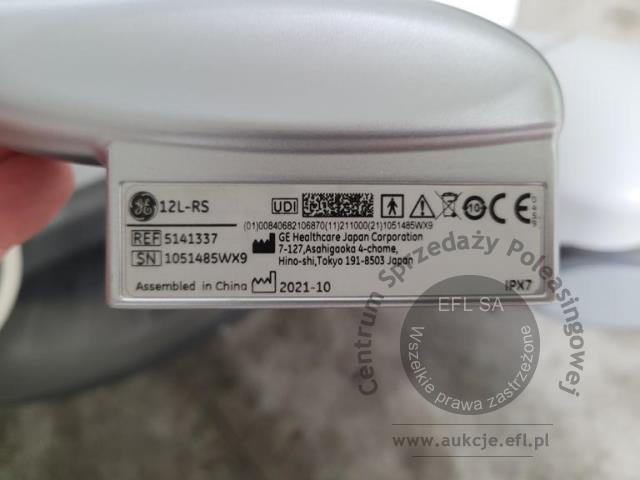 GE 12L-RS
UDI
10
CE
0459
(01)00840682106870(11)211000(21)1051485WX9
REF 5141337
SN 1051485WX9
GE Healthcare Japan Corporation
7-127,Asahigaoka 4-chome,
Hino-shi,Tokyo 191-8503 Japan
Assembled in China 2021-10
IPX7
Centrum Sprzedaży Poleasingowej
EFL SA
Wszelkie prawa zastrzeżone
www.aukcje.efl.pl